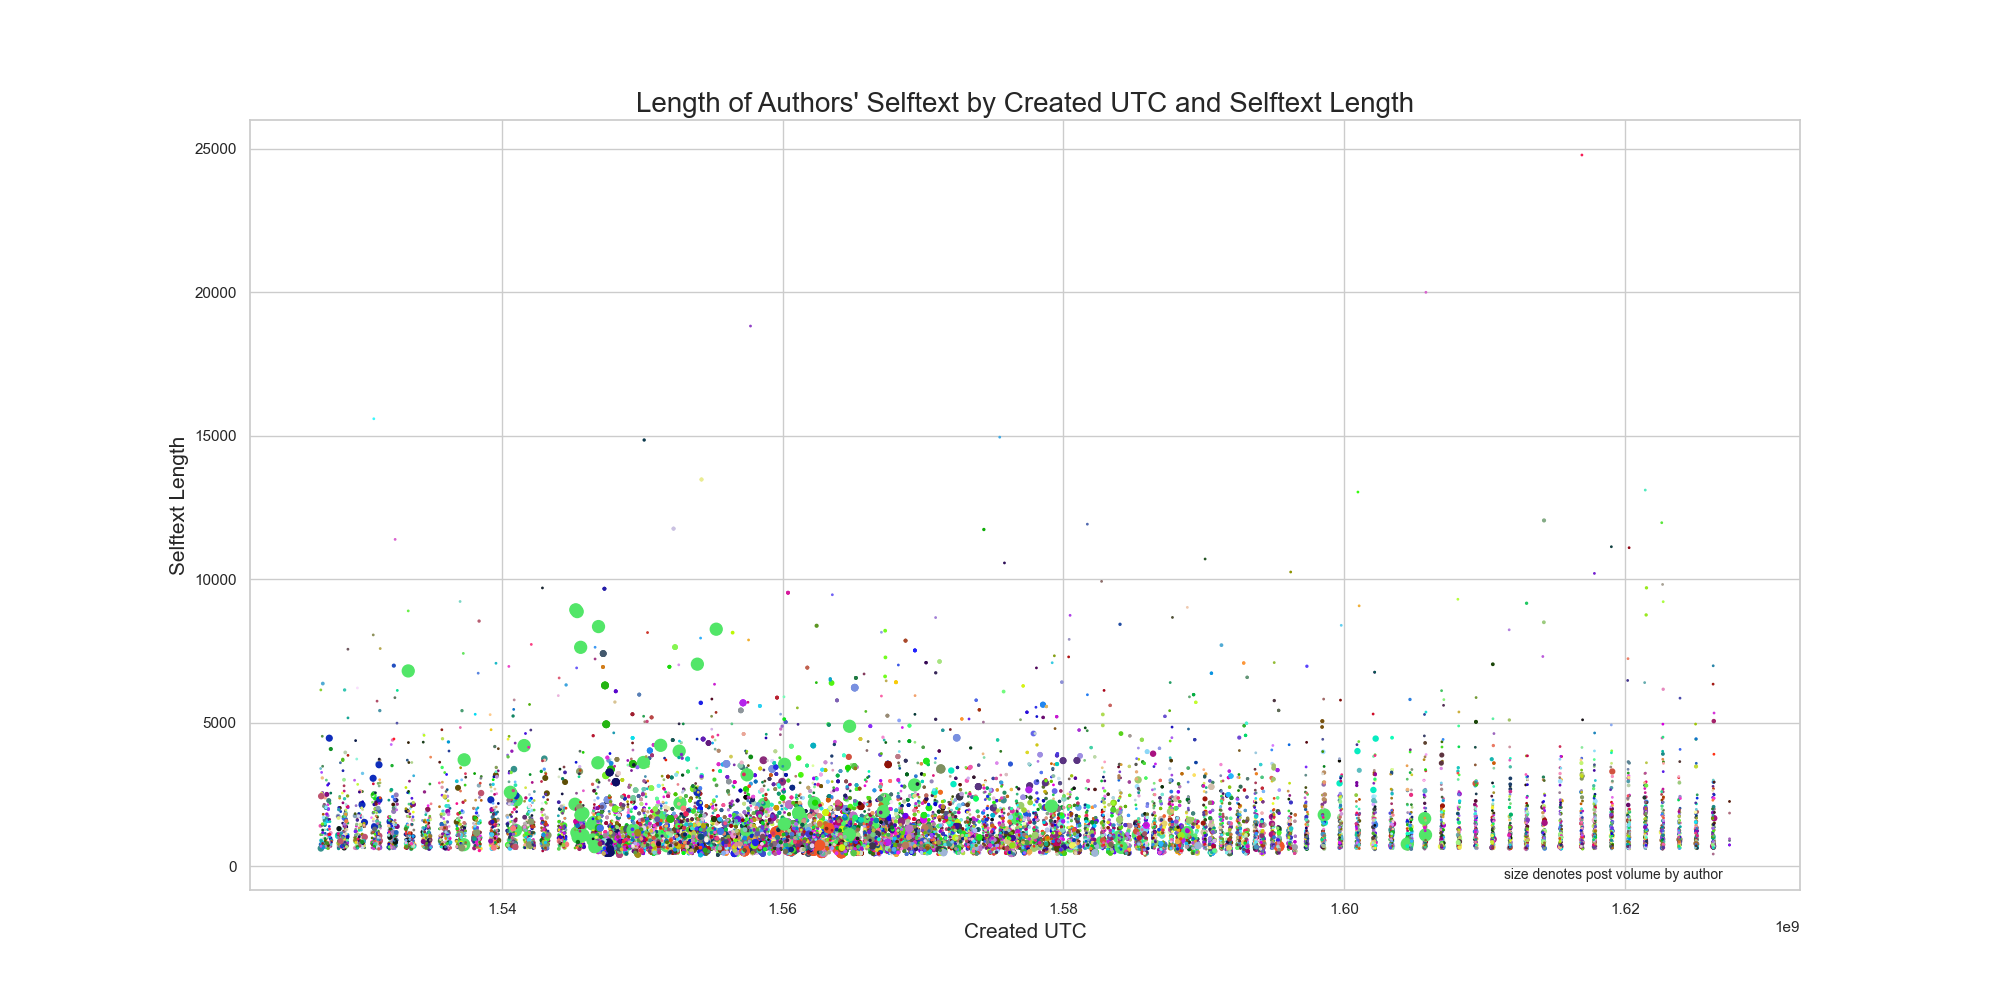 Length of Authors' Selftext by Created UTC and Selftext Length
25000
20000
15000
10000
5000
0
Selftext Length
size denotes post volume by author
1.54 1.56 1.58 1.60 1.62
1e9
Created UTC